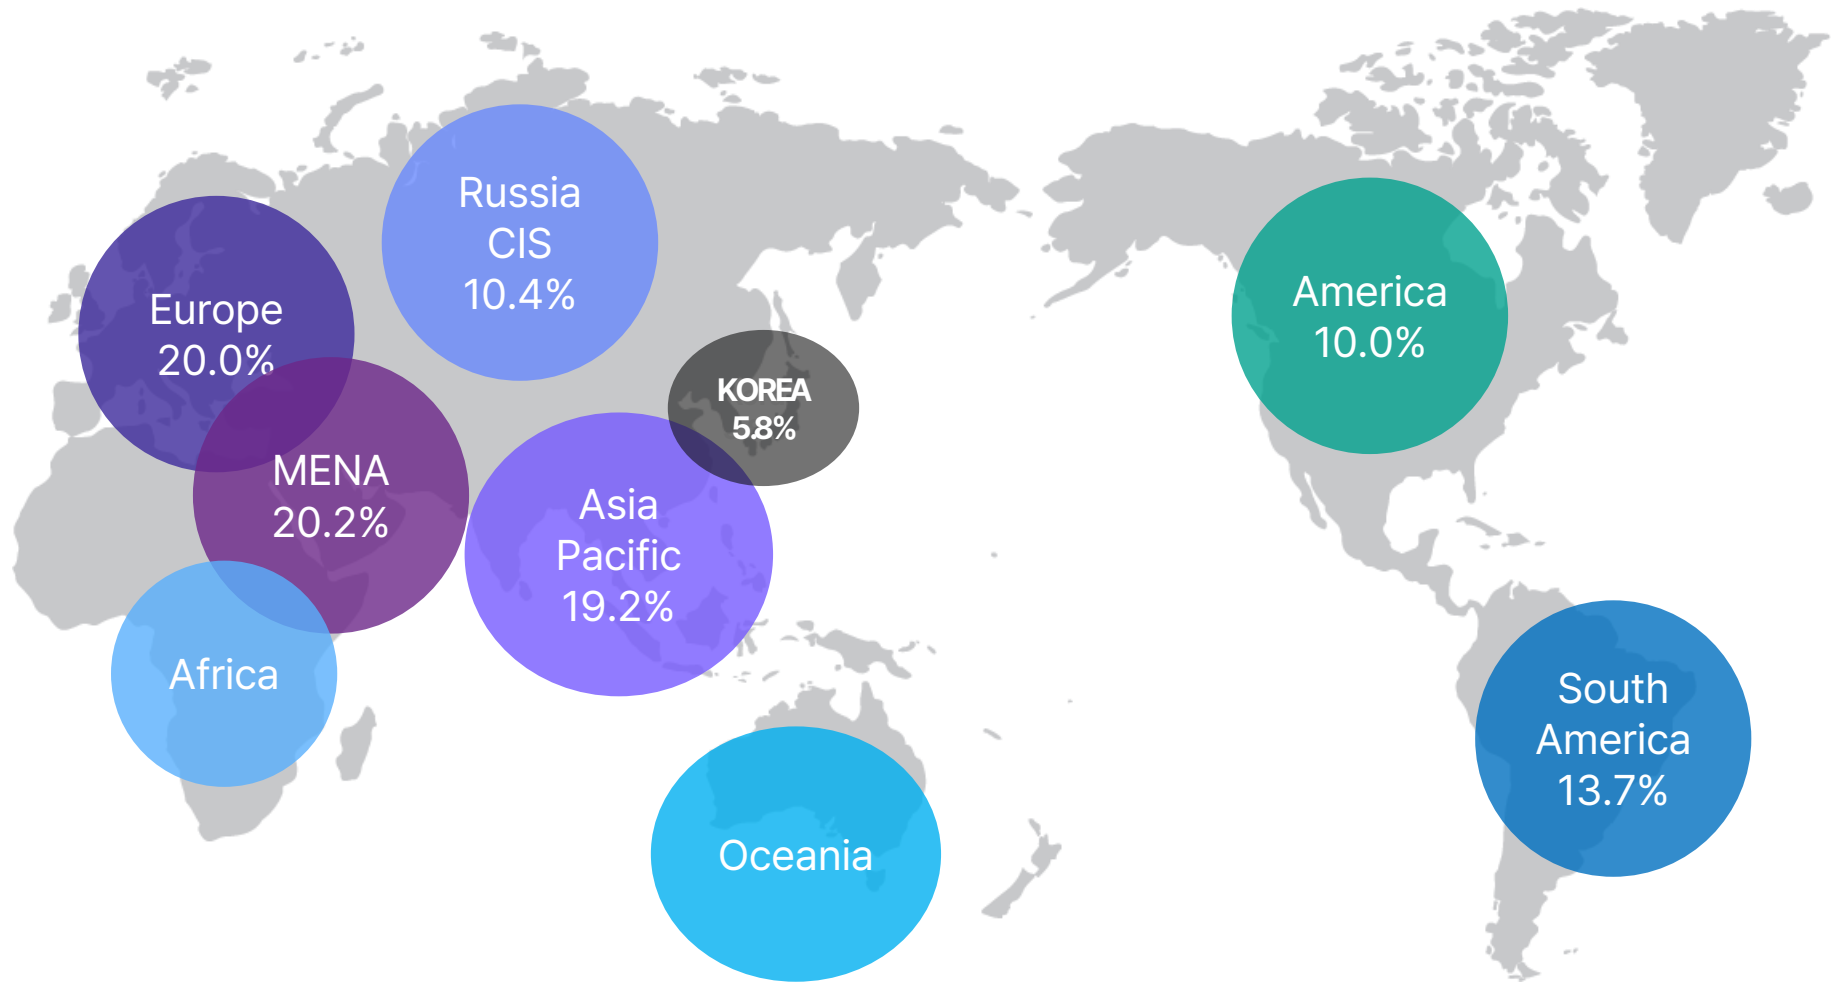 Russia
CIS
10.4%
Europe
20.0%
America
10.0%
KOREA
5.8%
MENA
20.2%
Asia
Pacific
19.2%
Africa
South
America
13.7%
Oceania